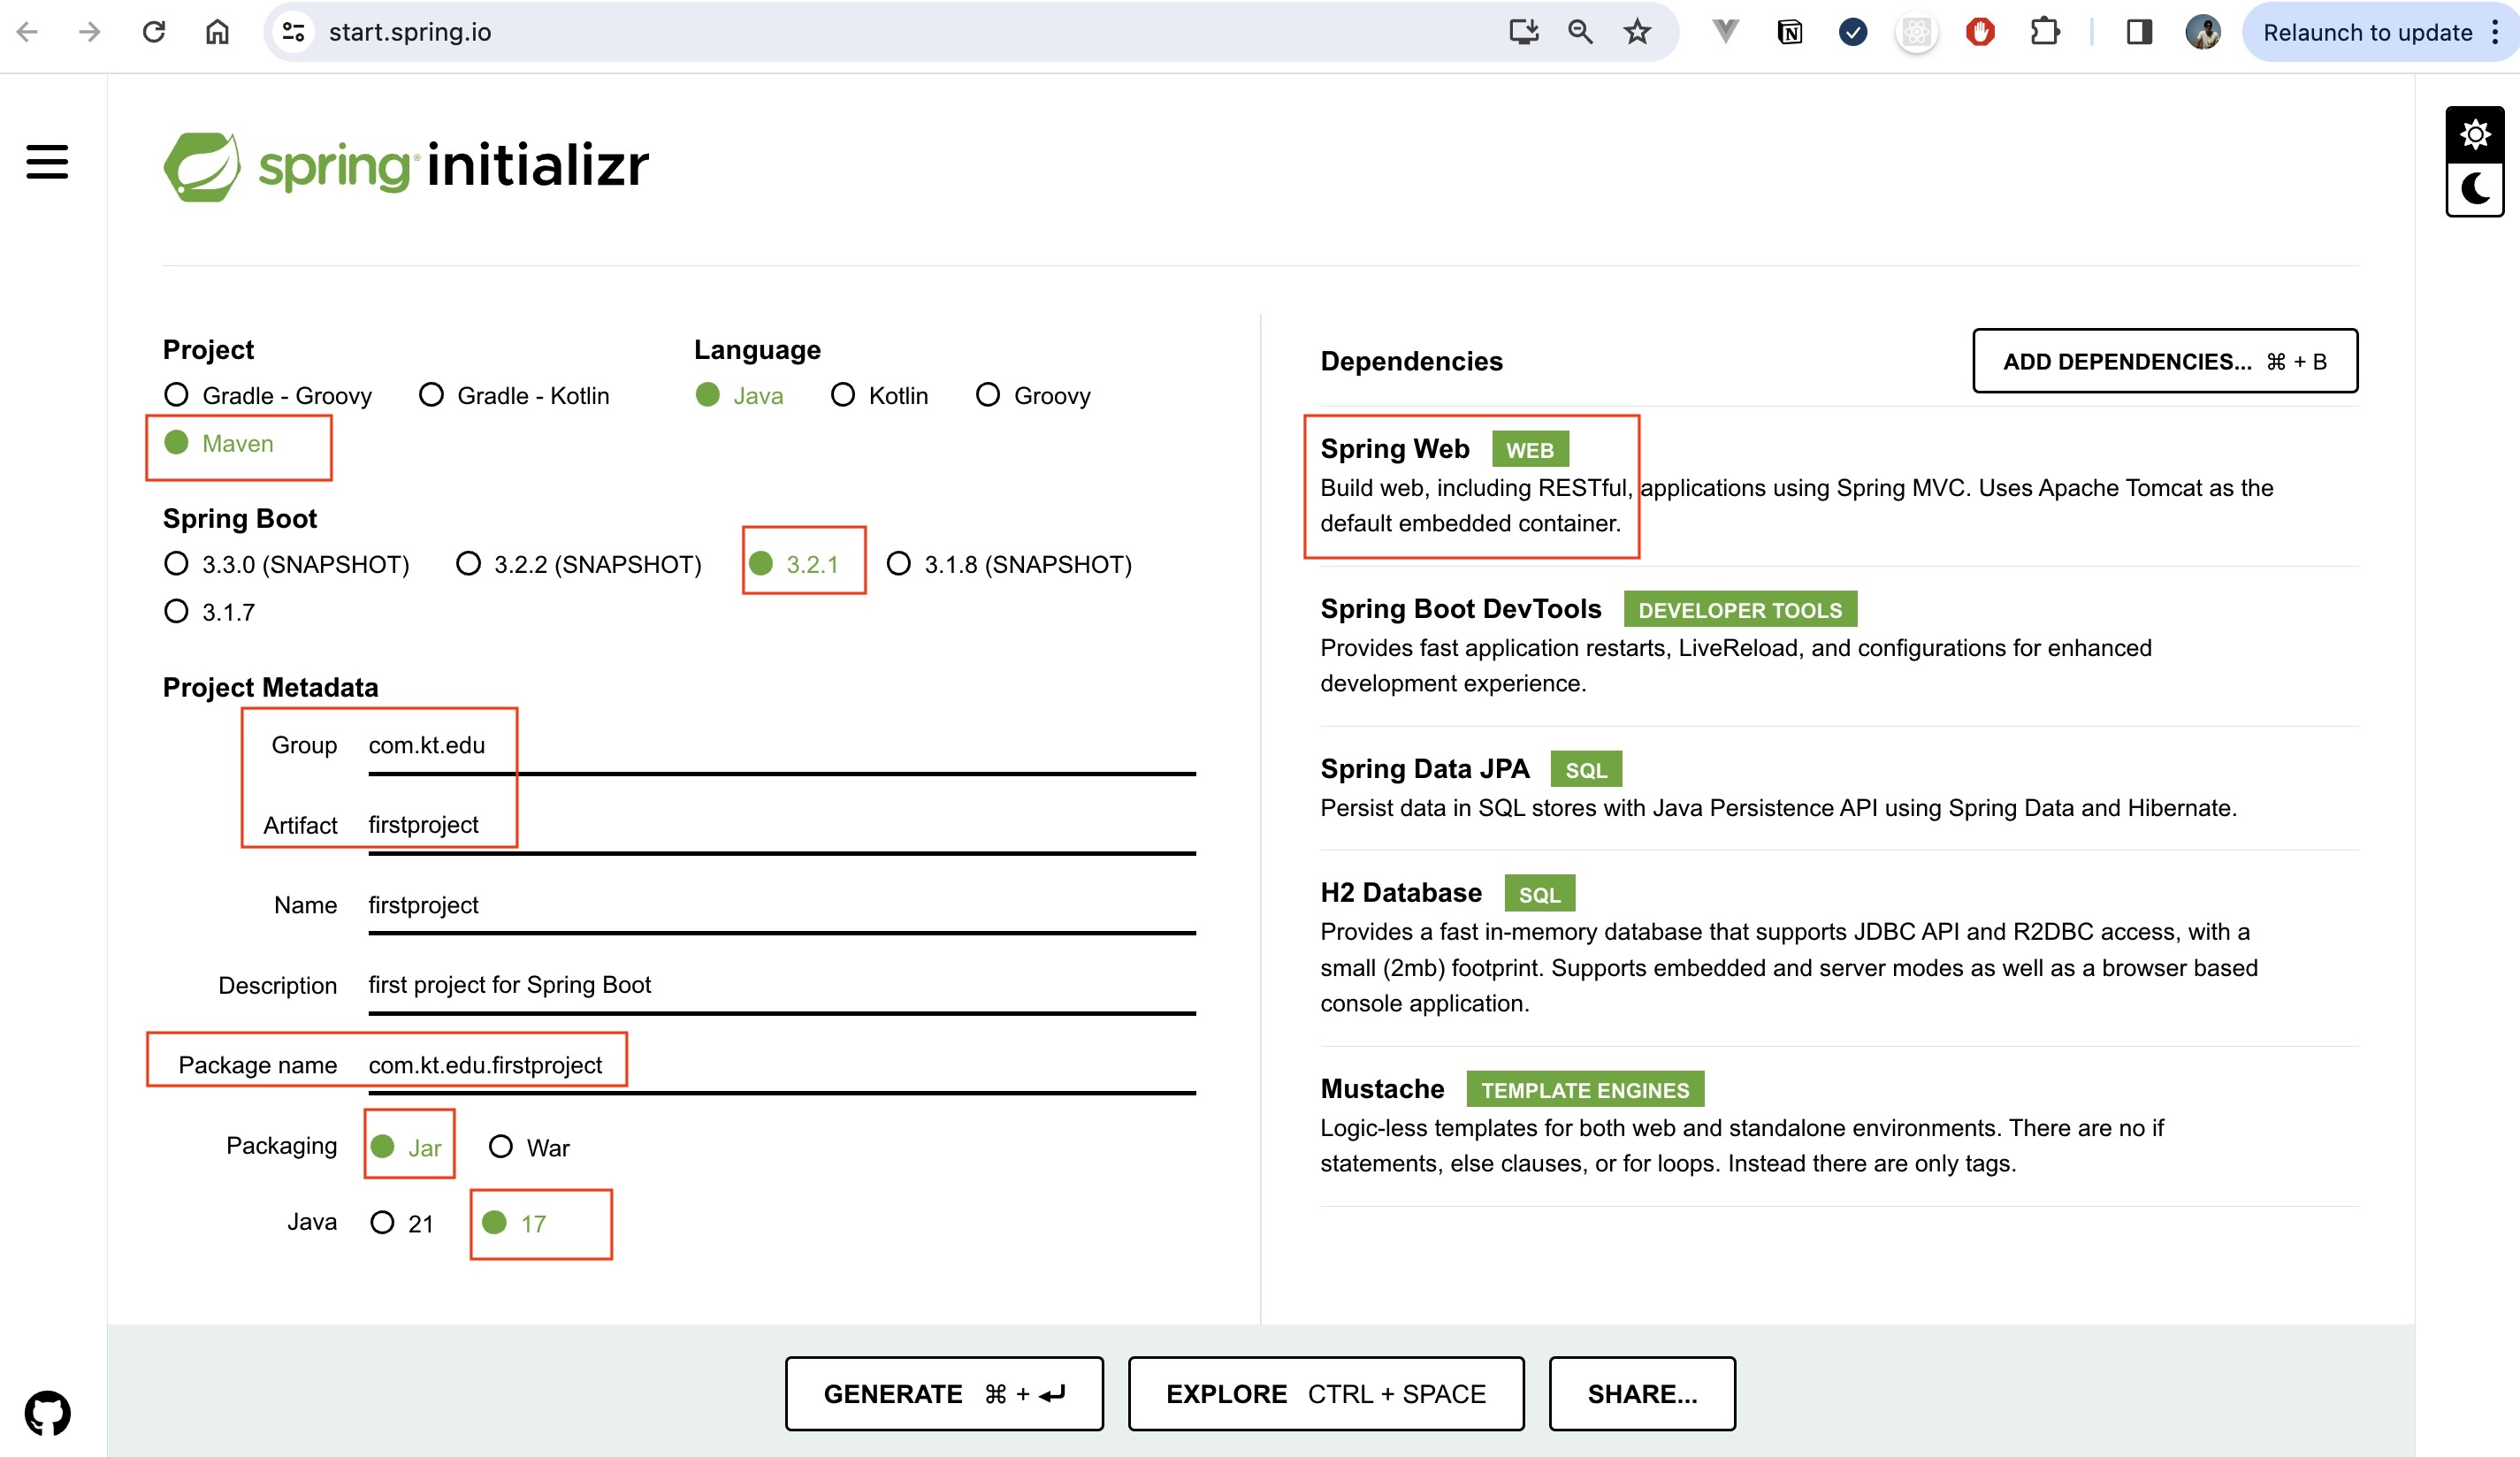 start.spring.io
Relaunch to update
spring initializr
Project
Gradle - Groovy Gradle - Kotlin
Maven
Language
Java Kotlin Groovy
Spring Boot
3.3.0 (SNAPSHOT) 3.2.2 (SNAPSHOT) 3.2.1 3.1.8 (SNAPSHOT)
3.1.7
Project Metadata
Group com.kt.edu
Artifact firstproject
Name firstproject
Description first project for Spring Boot
Package name com.kt.edu.firstproject
Packaging Jar War
Java 21 17
Dependencies
ADD DEPENDENCIES... ⌘ + B
Spring Web WEB
Build web, including RESTful, applications using Spring MVC. Uses Apache Tomcat as the
default embedded container.
Spring Boot DevTools DEVELOPER TOOLS
Provides fast application restarts, LiveReload, and configurations for enhanced
development experience.
Spring Data JPA SQL
Persist data in SQL stores with Java Persistence API using Spring Data and Hibernate.
H2 Database SQL
Provides a fast in-memory database that supports JDBC API and R2DBC access, with a
small (2mb) footprint. Supports embedded and server modes as well as a browser based
console application.
Mustache TEMPLATE ENGINES
Logic-less templates for both web and standalone environments. There are no if
statements, else clauses, or for loops. Instead there are only tags.
GENERATE ⌘ + ↵
EXPLORE CTRL + SPACE
SHARE...